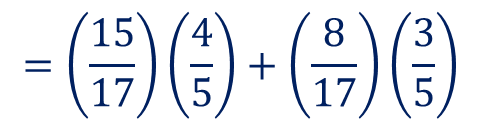 = (15/17)(4/5) + (8/17)(3/5)